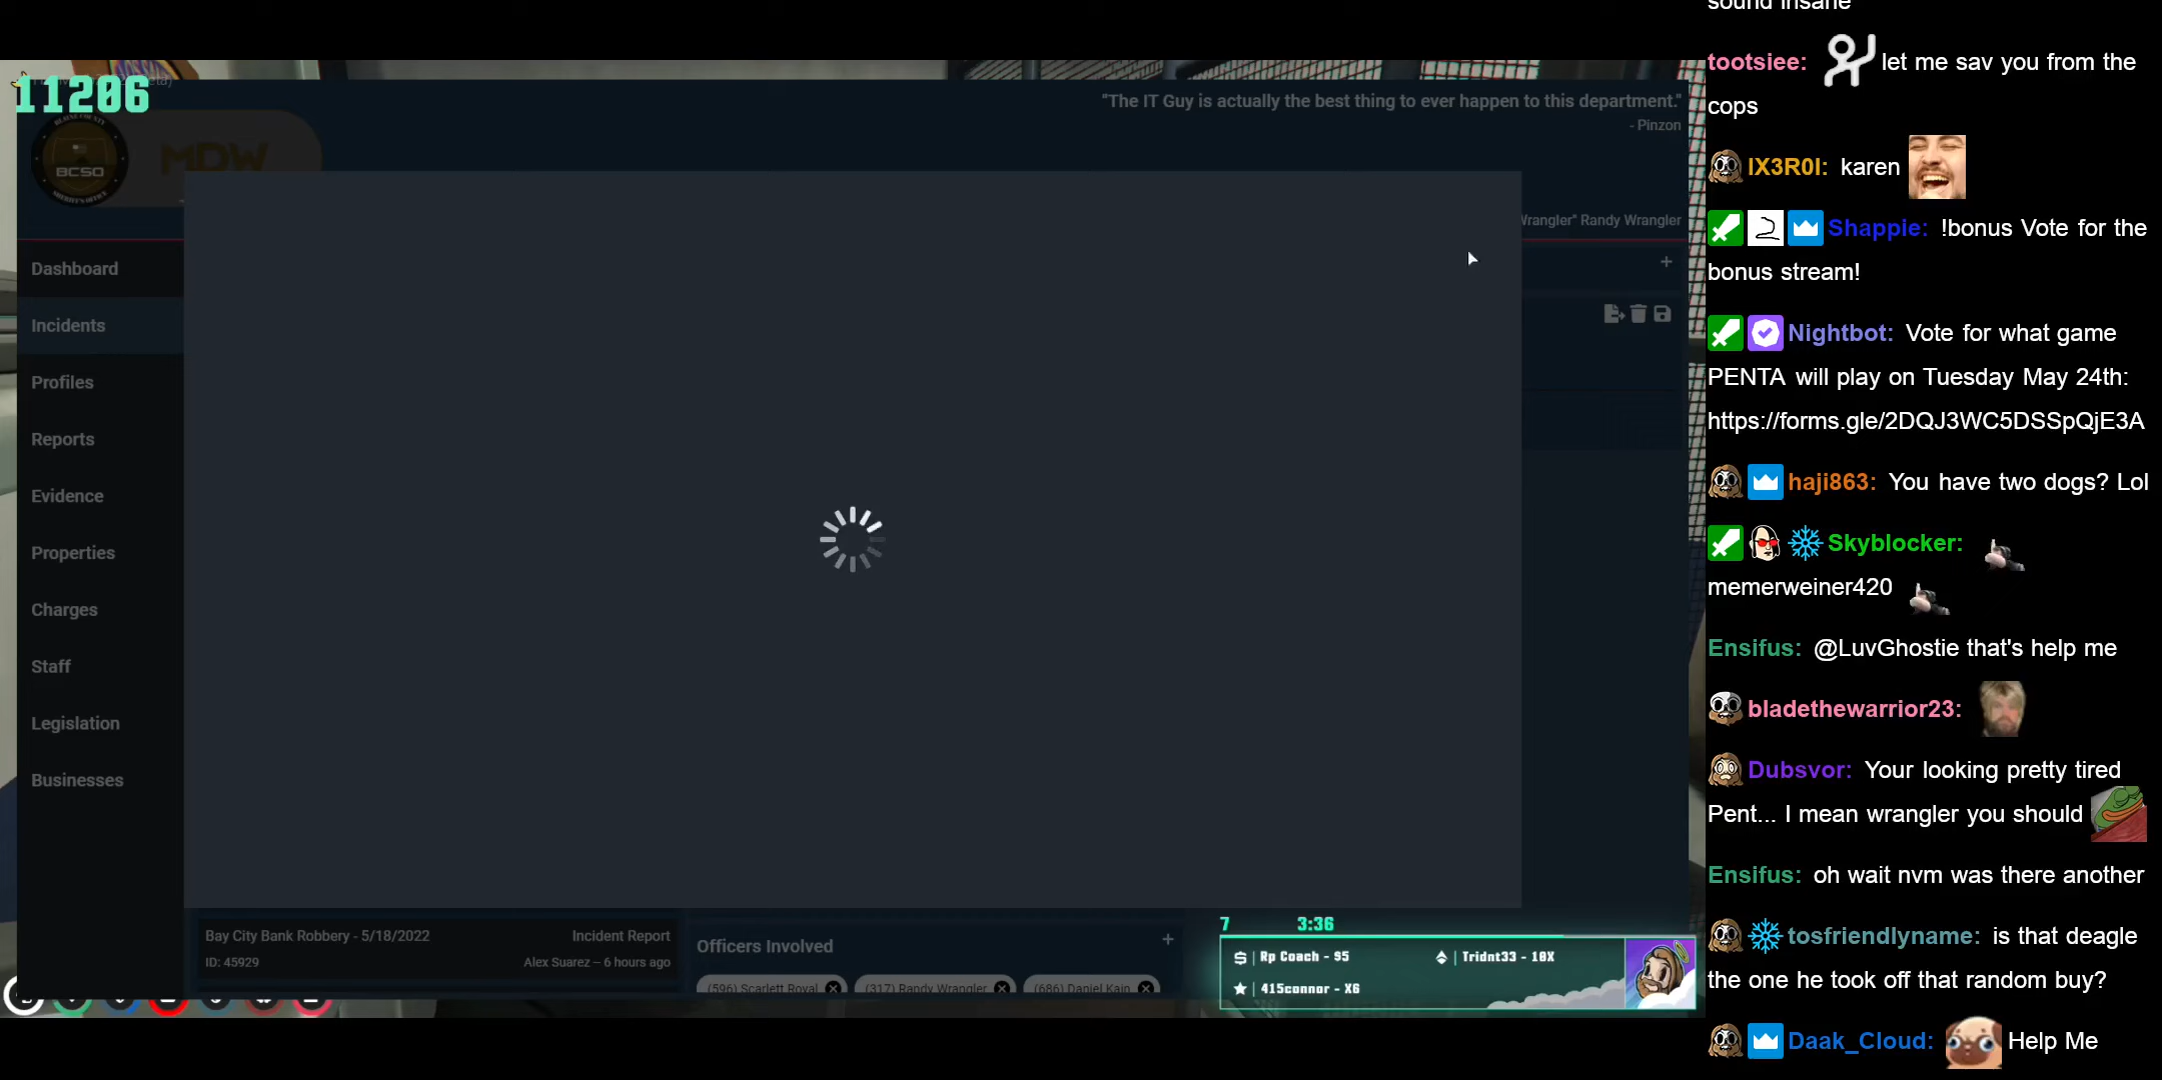 11206
"The IT Guy is actually the best thing to ever happen to this department."
- Pinzon
BCSO
MDW
Wrangler" Randy Wrangler
Dashboard
Incidents
Profiles
Reports
Evidence
Properties
Charges
Staff
Legislation
Businesses
Bay City Bank Robbery - 5/18/2022
Incident Report
ID: 45929
Alex Suarez – 6 hours ago
Officers Involved
(596) Scarlett Royal
(317) Randy Wrangler
(686) Daniel Kain
7 3:36
Rp Coach - 95
Tridnt33 - 10X
415connor - X6
sound insane
tootsiee: let me sav you from the
cops
IX3R0I: karen
Shappie: !bonus Vote for the
bonus stream!
Nightbot: Vote for what game
PENTA will play on Tuesday May 24th:
https://forms.gle/2DQJ3WC5DSSpQjE3A
haji863: You have two dogs? Lol
Skyblocker:
memerweiner420
Ensifus: @LuvGhostie that's help me
bladethewarrior23:
Dubsvor: Your looking pretty tired
Pent... I mean wrangler you should
Ensifus: oh wait nvm was there another
tosfriendlyname: is that deagle
the one he took off that random buy?
Daak_Cloud: Help Me